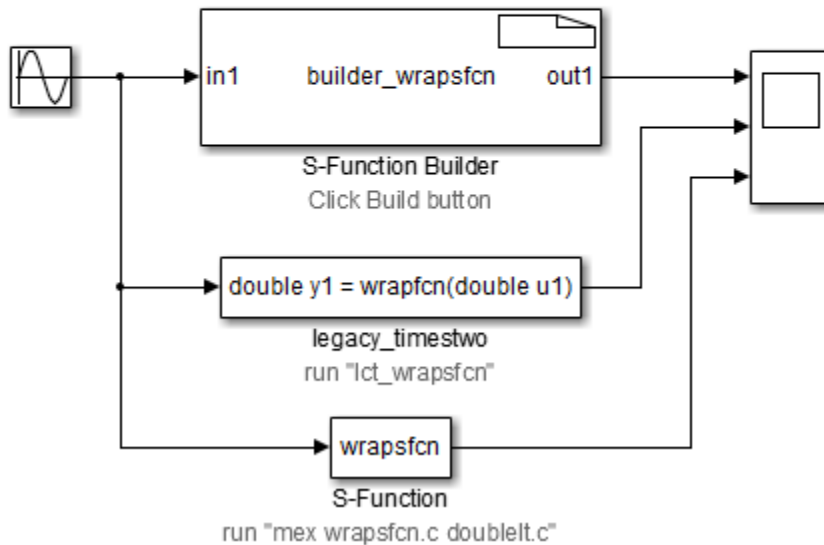 in1 builder_wrapsfcn out1
S-Function Builder
Click Build button
double y1 = wrapfcn(double u1)
legacy_timestwo
run "lct_wrapsfcn"
wrapsfcn
S-Function
run "mex wrapsfcn.c doubleIt.c"